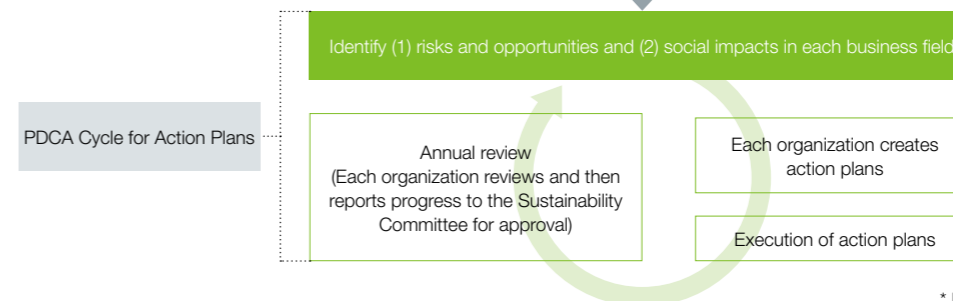 Identify (1) risks and opportunities and (2) social impacts in each business field
PDCA Cycle for Action Plans
Annual review
(Each organization reviews and then
reports progress to the Sustainability
Committee for approval)
Each organization creates
action plans
Execution of action plans
*